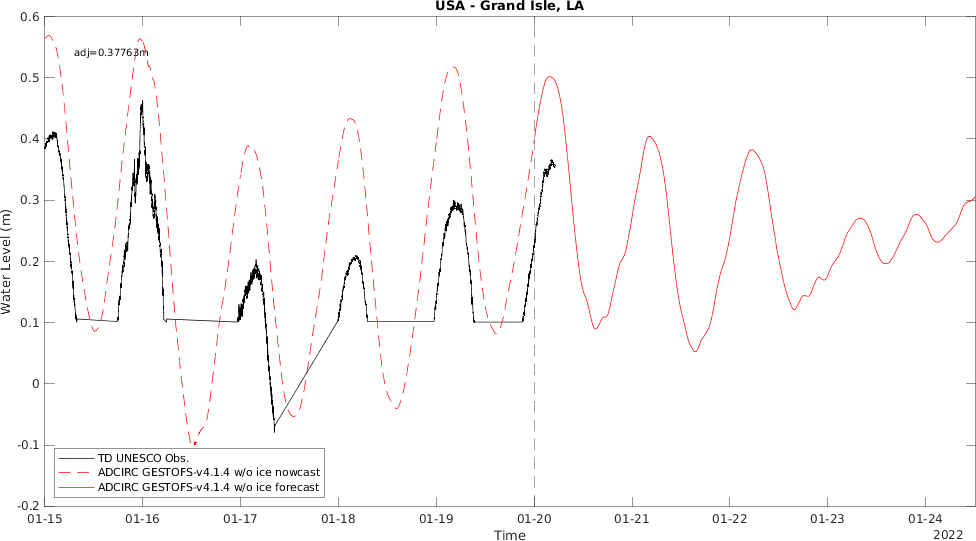 USA - Grand Isle, LA
adj=0.37763m
Water Level (m)
0.6
0.5
0.4
0.3
0.2
0.1
0
-0.1
-0.2
TD UNESCO Obs.
ADCIRC GESTOFS-v4.1.4 w/o ice nowcast
ADCIRC GESTOFS-v4.1.4 w/o ice forecast
01-15 01-16 01-17 01-18 01-19 01-20 01-21 01-22 01-23 01-24
Time
2022